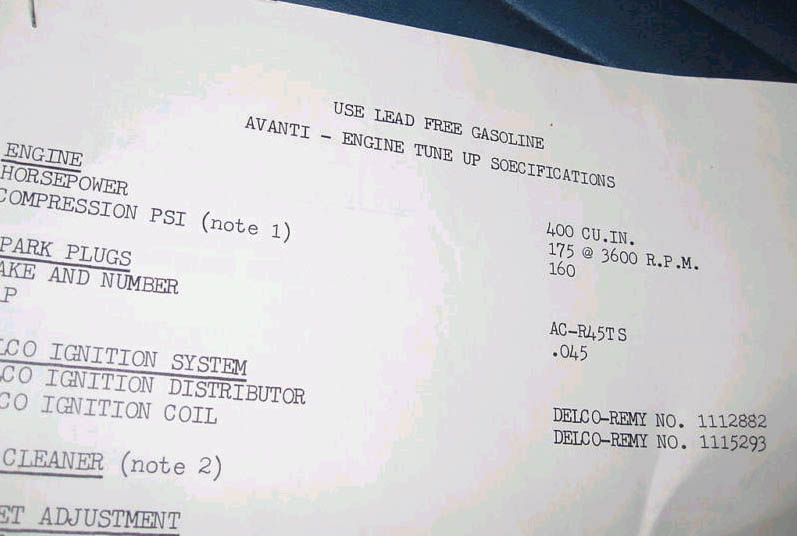 USE LEAD FREE GASOLINE
AVANTI - ENGINE TUNE UP SOECIFICATIONS
ENGINE 400 CU.IN.
HORSEPOWER 175 @ 3600 R.P.M.
COMPRESSION PSI (note 1) 160
PARK PLUGS
AKE AND NUMBER AC-R45TS
P .045
LCO IGNITION SYSTEM
LCO IGNITION DISTRIBUTOR DELCO-REMY NO. 1112882
CO IGNITION COIL DELCO-REMY NO. 1115293
CLEANER (note 2)
ET ADJUSTMENT